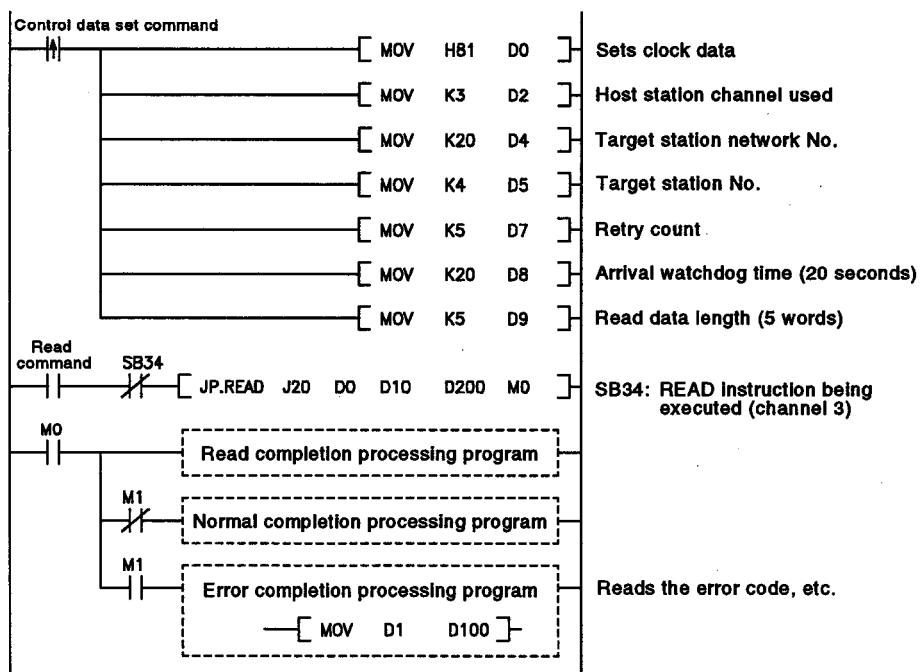 Control data set command
MOV H81 D0 Sets clock data
MOV K3 D2 Host station channel used
MOV K20 D4 Target station network No.
MOV K4 D5 Target station No.
MOV K5 D7 Retry count
MOV K20 D8 Arrival watchdog time (20 seconds)
MOV K5 D9 Read data length (5 words)
Read
command SB34
JP.READ J20 D0 D10 D200 M0 SB34: READ instruction being
executed (channel 3)
M0
Read completion processing program
M1
Normal completion processing program
M1
Error completion processing program Reads the error code, etc.
MOV D1 D100